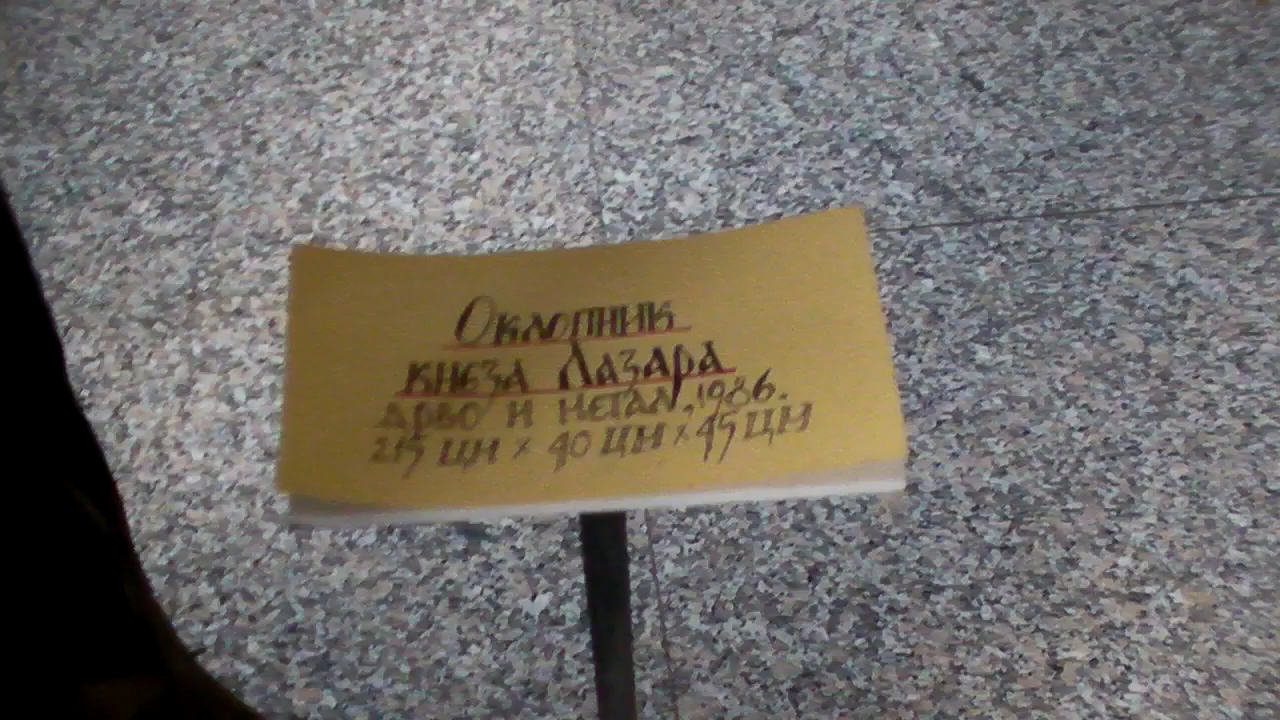 Оклопник
кнеза Лазара
дрво и метал, 1986.
215 цм x 40 цм x 45 цм